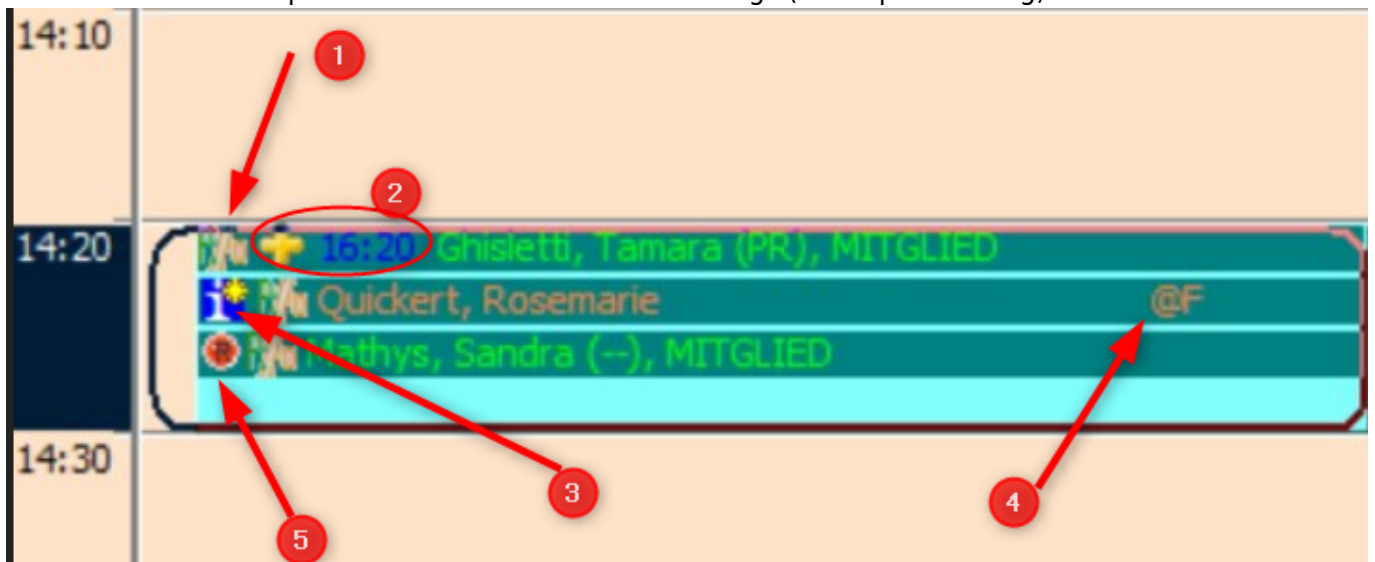 14:10
1
2
14:20 16:20 Ghisletti, Tamara (PR), MITGLIED
i Quickert, Rosemarie @F
R Mathys, Sandra (--), MITGLIED
14:30
3
4
5